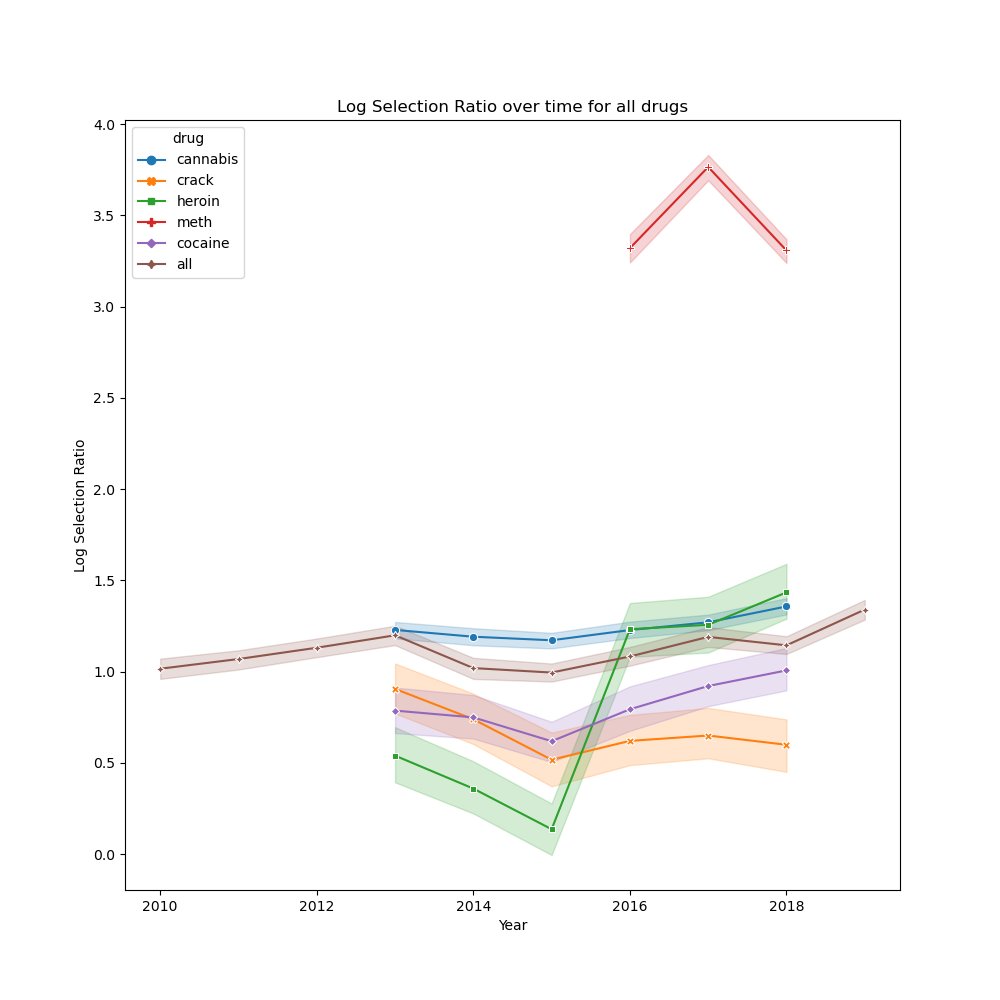 Log Selection Ratio over time for all drugs
drug
cannabis
crack
heroin
meth
cocaine
all
4.0
3.5
3.0
2.5
2.0
1.5
1.0
0.5
0.0
Log Selection Ratio
2010 2012 2014 2016 2018
Year